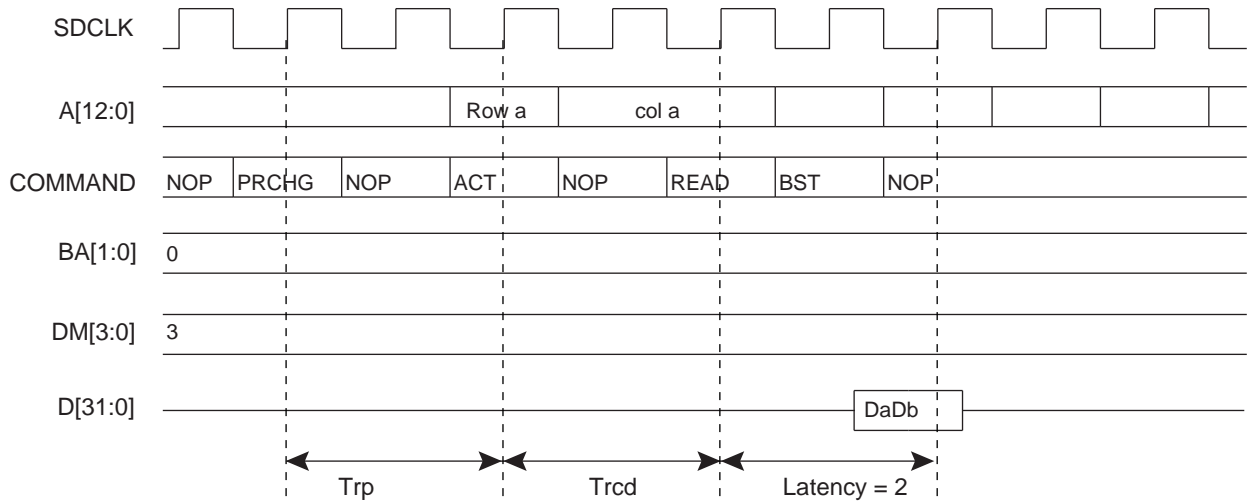 SDCLK
A[12:0] Row a col a
COMMAND NOP PRCHG NOP ACT NOP READ BST NOP
BA[1:0] 0
DM[3:0] 3
D[31:0] DaDb
Trp Trcd Latency = 2